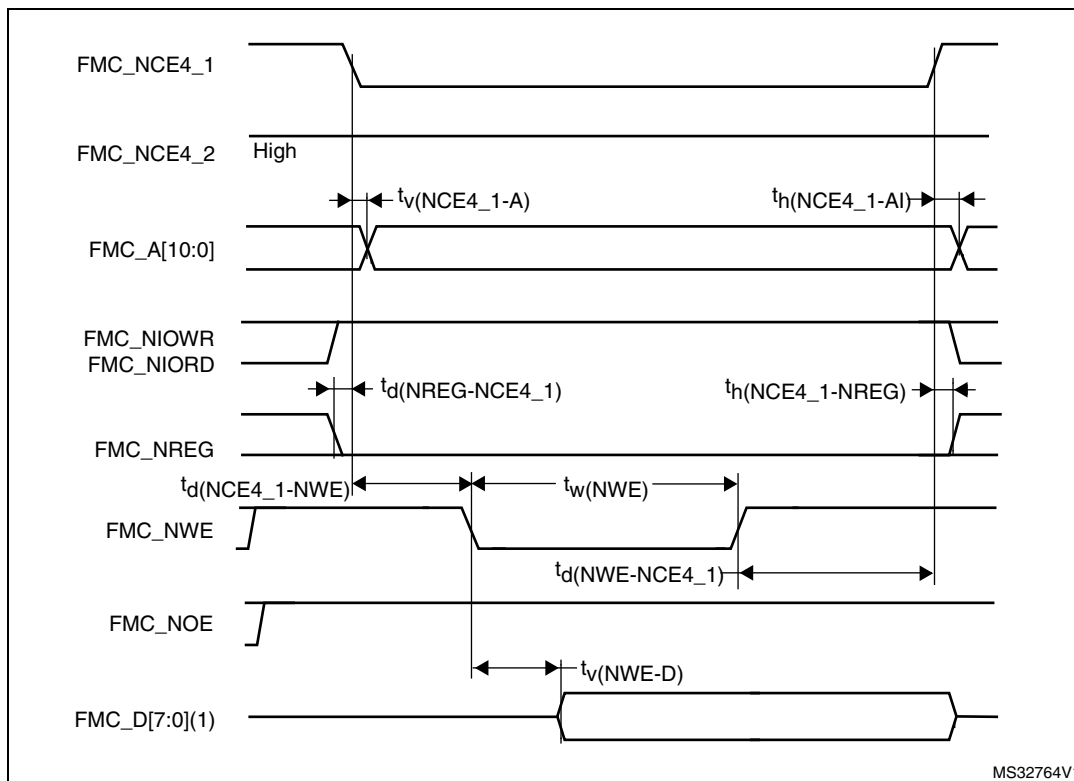 FMC_NCE4_1
FMC_NCE4_2
High
tv(NCE4_1-A)
th(NCE4_1-AI)
FMC_A[10:0]
FMC_NIOWR
FMC_NIORD
td(NREG-NCE4_1)
th(NCE4_1-NREG)
FMC_NREG
td(NCE4_1-NWE)
tw(NWE)
FMC_NWE
td(NWE-NCE4_1)
FMC_NOE
tv(NWE-D)
FMC_D[7:0](1)